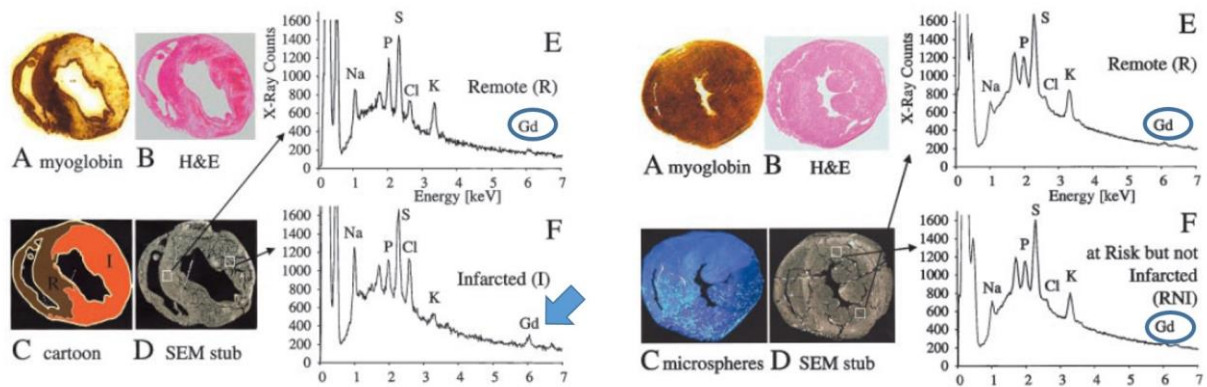 A myoglobin
B H&E
X-Ray Counts
1600
1400
1200
1000
800
600
400
200
0
0 1 2 3 4 5 6 7
Energy [keV]
Na
P
S
Cl
K
Gd
E
Remote (R)
C cartoon
R
I
D SEM stub
1600
1400
1200
1000
800
600
400
200
0
0 1 2 3 4 5 6 7
Na
P
S
Cl
K
Gd
F
Infarcted (I)
A myoglobin
B H&E
X-Ray Counts
1600
1400
1200
1000
800
600
400
200
0
0 1 2 3 4 5 6 7
Energy [keV]
Na
P
S
Cl
K
Gd
E
Remote (R)
C microspheres
D SEM stub
1600
1400
1200
1000
800
600
400
200
0
0 1 2 3 4 5 6 7
Na
P
S
Cl
K
Gd
F
at Risk but not
Infarcted
(RNI)